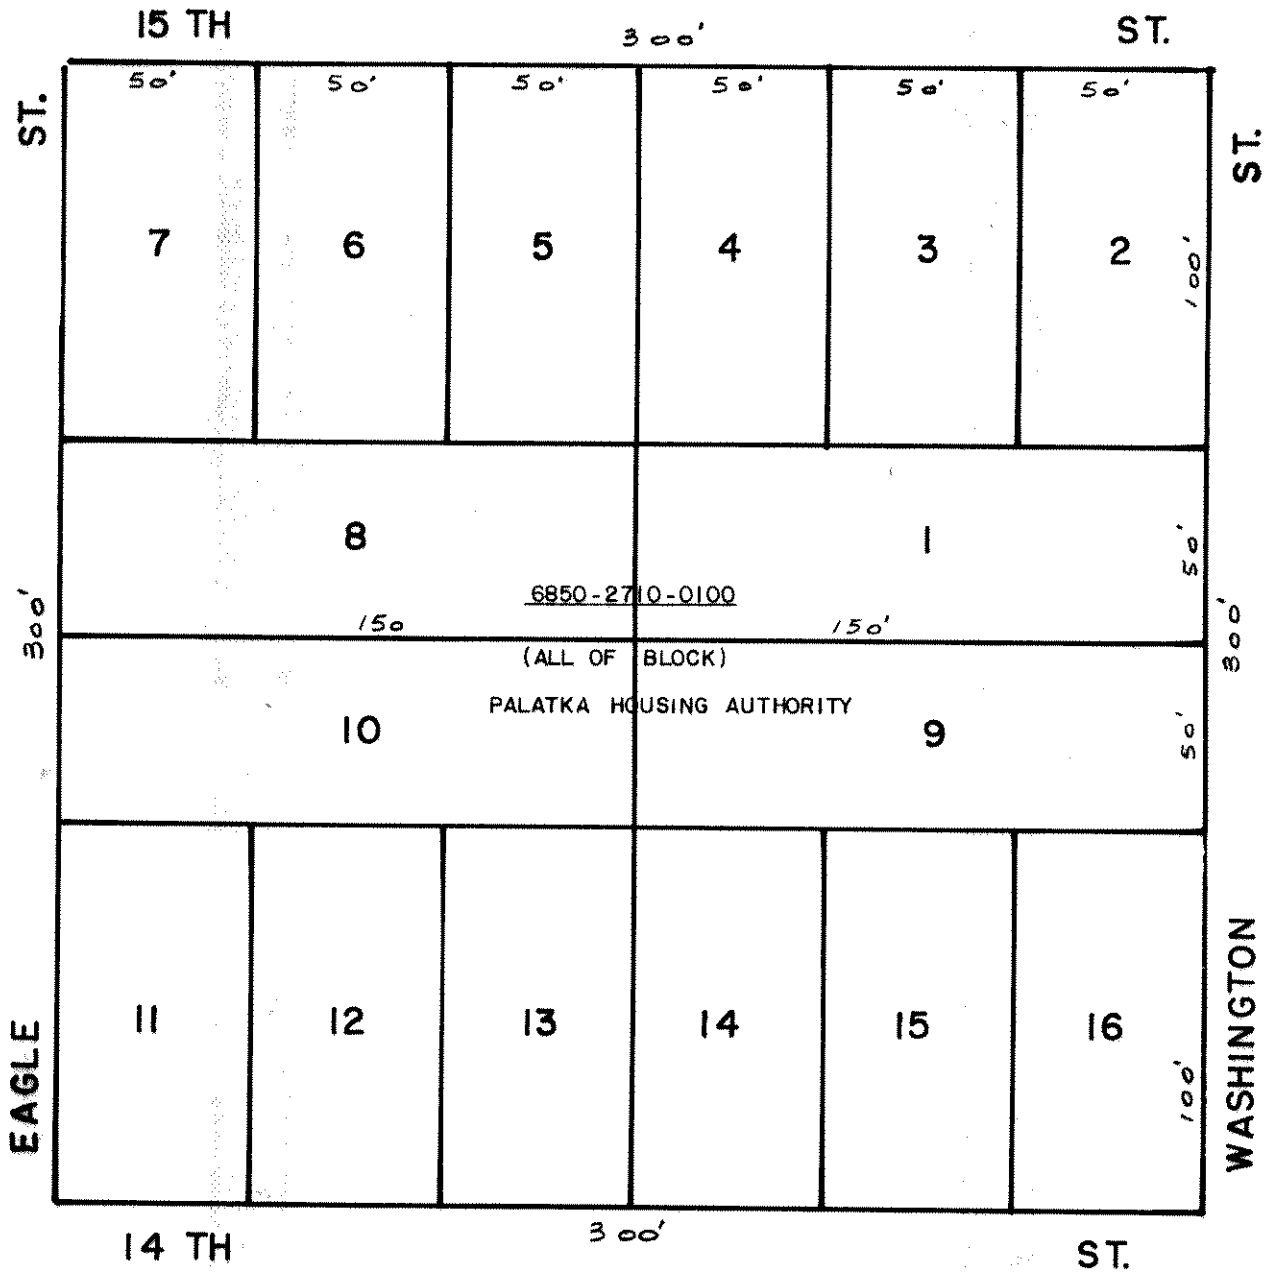 15 TH ST.
300'
50' 50' 50' 50' 50' 50'
ST.
ST.
7 6 5 4 3 2
100'
8 1
50'
6850-2710-0100
150 150'
300'
300'
(ALL OF BLOCK)
PALATKA HOUSING AUTHORITY
10 9
50'
11 12 13 14 15 16
100'
EAGLE
WASHINGTON
300'
14 TH ST.